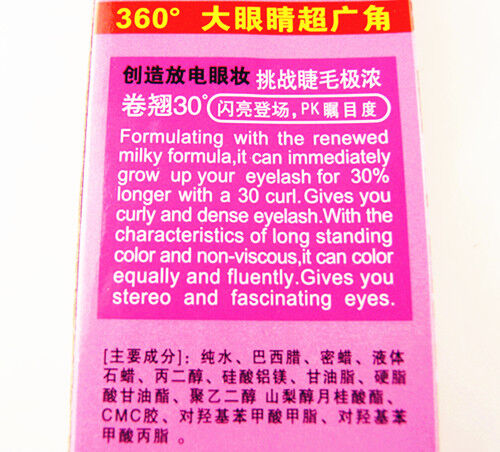 360° 大眼睛超广角
创造放电眼妆 挑战睫毛极浓
卷翘30° 闪亮登场，PK瞩目度
Formulating with the renewed
milky formula,it can immediately
grow up your eyelash for 30%
longer with a 30 curl.Gives you
curly and dense eyelash.With the
characteristics of long standing
color and non-viscous,it can color
equally and fluently.Gives you
stereo and fascinating eyes.
[主要成分]：纯水、巴西腊、密蜡、液体
石蜡、丙二醇、硅酸铝镁、甘油脂、硬脂
酸甘油酯、聚乙二醇 山梨醇月桂酸酯、
CMC胶、对羟基苯甲酸甲脂、对羟基苯
甲酸丙脂 。